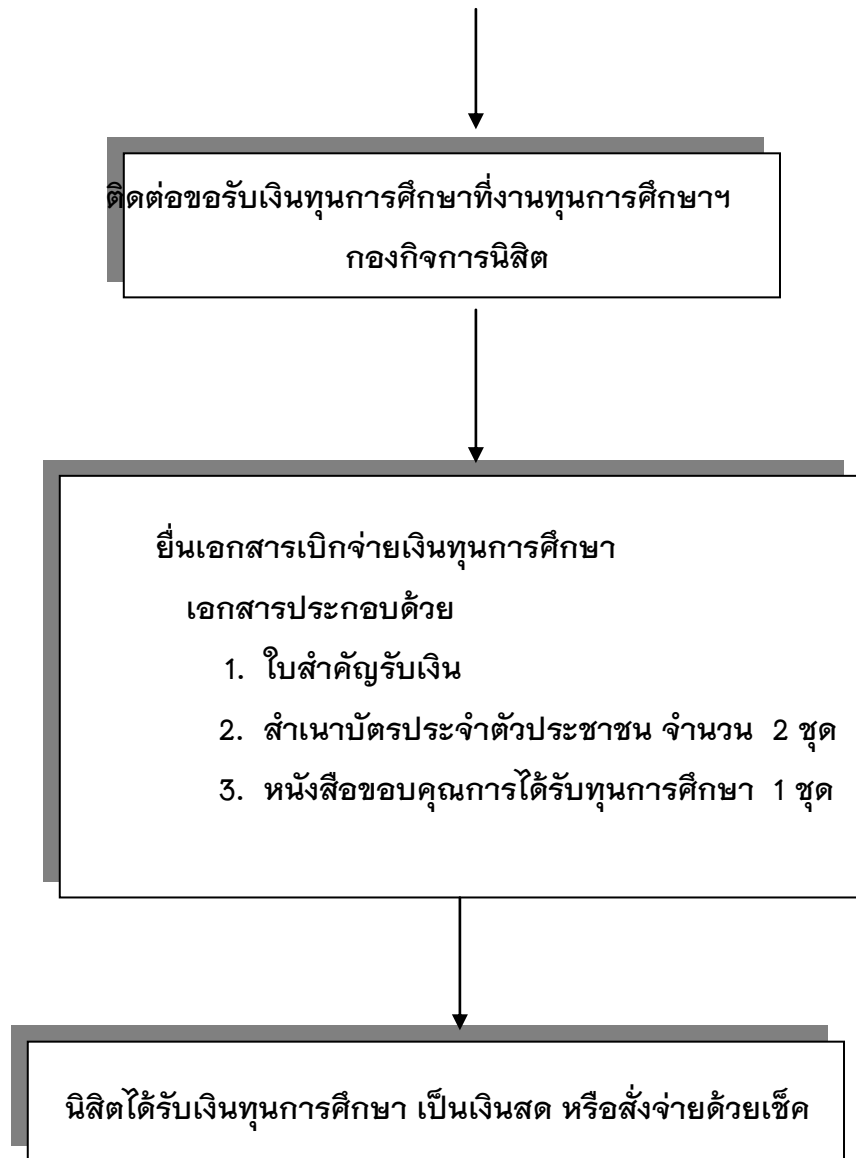 ติดต่อขอรับเงินทุนการศึกษาที่งานทุนการศึกษาฯ
กองกิจการนิสิต
ยื่นเอกสารเบิกจ่ายเงินทุนการศึกษา
เอกสารประกอบด้วย
1. ใบสำคัญรับเงิน
2. สำเนาบัตรประจำตัวประชาชน จำนวน 2 ชุด
3. หนังสือขอบคุณการได้รับทุนการศึกษา 1 ชุด
นิสิตได้รับเงินทุนการศึกษา เป็นเงินสด หรือสั่งจ่ายด้วยเช็ค